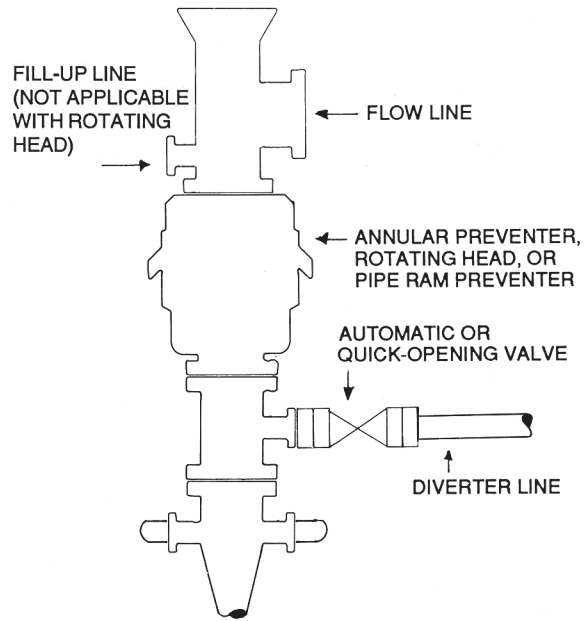 FILL-UP LINE
(NOT APPLICABLE
WITH ROTATING
HEAD)
FLOW LINE
ANNULAR PREVENTER,
ROTATING HEAD, OR
PIPE RAM PREVENTER
AUTOMATIC OR
QUICK-OPENING VALVE
DIVERTER LINE